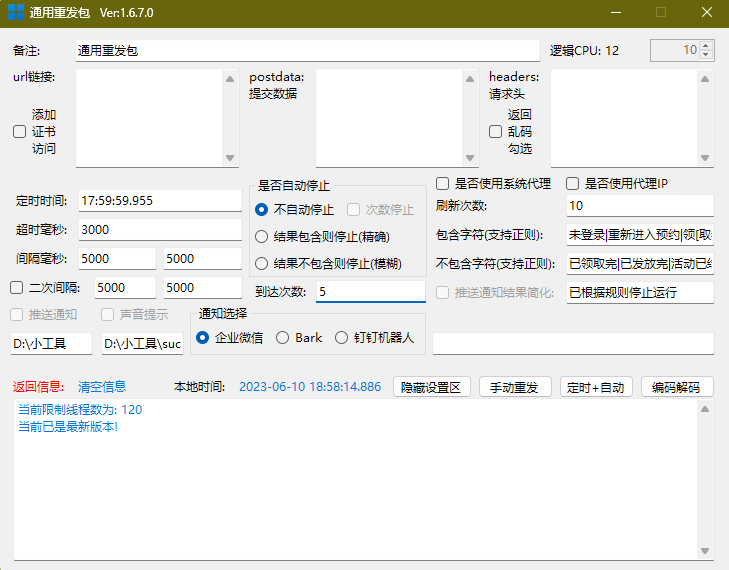 通用重发包 Ver:1.6.7.0
备注: 通用重发包 逻辑CPU: 12 10
url链接: postdata: headers:
提交数据 请求头
添加 返回
证书 乱码
访问 勾选
是否自动停止 是否使用系统代理 是否使用代理IP
定时时间: 17:59:59.955 不自动停止 次数停止 刷新次数: 10
超时毫秒: 3000 结果包含则停止(精确) 包含字符(支持正则): 未登录|重新进入预约|领[取
间隔毫秒: 5000 5000 结果不包含则停止(模糊) 不包含字符(支持正则): 已领取完|已发放完|活动已结
二次间隔: 5000 5000 到达次数: 5 推送通知结果简化: 已根据规则停止运行
推送通知 声音提示 通知选择
D:\小工具 D:\小工具\suc 企业微信 Bark 钉钉机器人
返回信息: 清空信息 本地时间: 2023-06-10 18:58:14.886 隐藏设置区 手动重发 定时+自动 编码解码
当前限制线程数为: 120
当前已是最新版本!